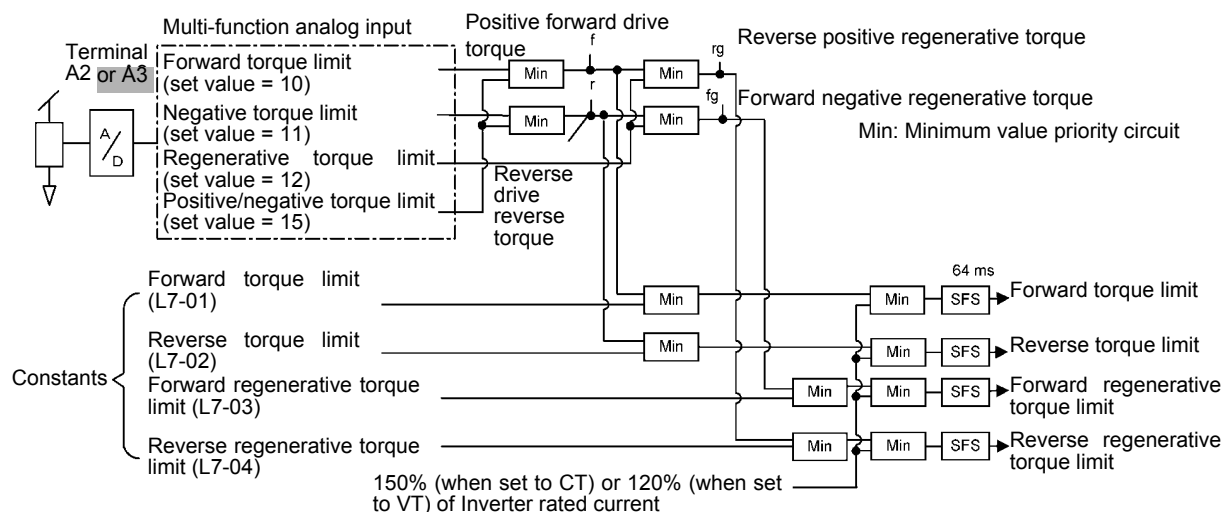 Multi-function analog input
Terminal
A2 or A3
Forward torque limit
(set value = 10)
Negative torque limit
(set value = 11)
Regenerative torque limit
(set value = 12)
Positive/negative torque limit
(set value = 15)
A/D
Positive forward drive
torque
f
rg
Reverse positive regenerative torque
Min
Min
r
fg
Forward negative regenerative torque
Min
Min
Min: Minimum value priority circuit
Reverse
drive
reverse
torque
Constants
Forward torque limit
(L7-01)
Reverse torque limit
(L7-02)
Forward regenerative torque
limit (L7-03)
Reverse regenerative torque
limit (L7-04)
64 ms
Min
Min
SFS
Forward torque limit
Min
Min
SFS
Reverse torque limit
Min
Min
SFS
Forward regenerative
torque limit
Min
Min
SFS
Reverse regenerative
torque limit
150% (when set to CT) or 120% (when set
to VT) of Inverter rated current